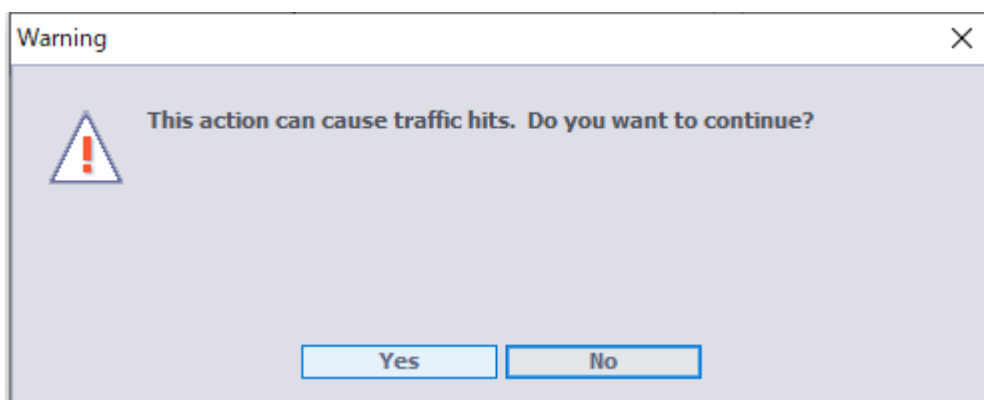 Warning
This action can cause traffic hits.  Do you want to continue?
Yes No